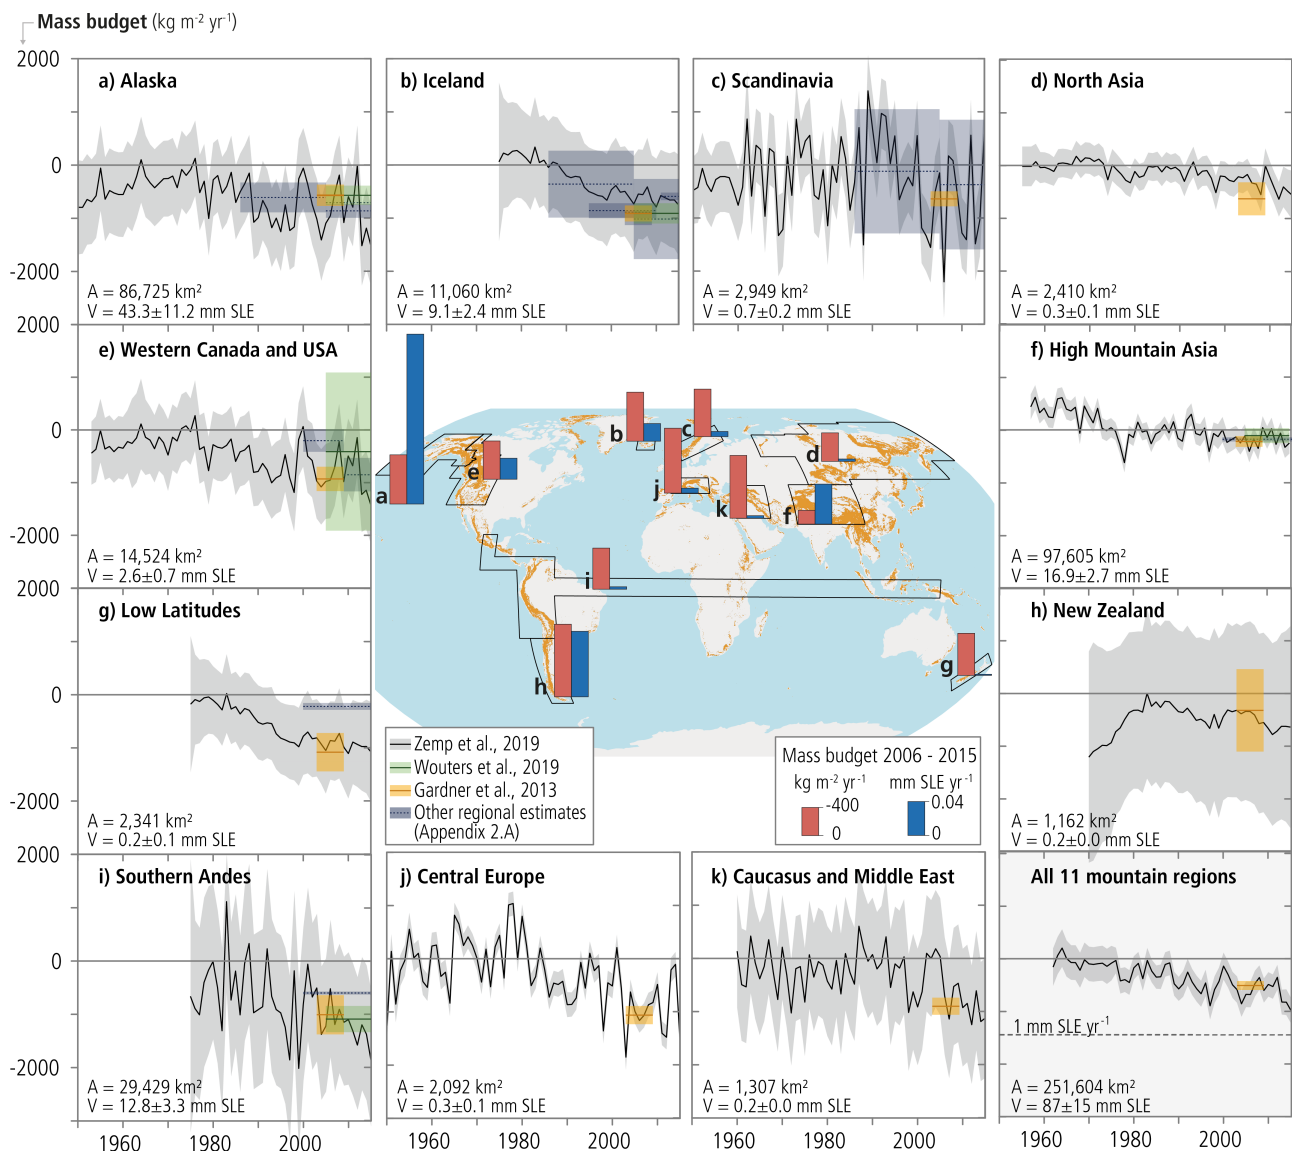 Mass budget (kg m-2 yr-1)
2000
0
-2000
a) Alaska
A = 86,725 km²
V = 43.3±11.2 mm SLE
b) Iceland
A = 11,060 km²
V = 9.1±2.4 mm SLE
c) Scandinavia
A = 2,949 km²
V = 0.7±0.2 mm SLE
d) North Asia
A = 2,410 km²
V = 0.3±0.1 mm SLE
2000
0
-2000
e) Western Canada and USA
A = 14,524 km²
V = 2.6±0.7 mm SLE
a
e
b
c
j
k
d
f
i
h
g
f) High Mountain Asia
A = 97,605 km²
V = 16.9±2.7 mm SLE
2000
0
-2000
g) Low Latitudes
A = 2,341 km²
V = 0.2±0.1 mm SLE
Zemp et al., 2019
Wouters et al., 2019
Gardner et al., 2013
Other regional estimates
(Appendix 2.A)
Mass budget 2006 - 2015
kg m-2 yr-1
mm SLE yr-1
-400
0
0.04
0
h) New Zealand
A = 1,162 km²
V = 0.2±0.0 mm SLE
2000
0
-2000
i) Southern Andes
A = 29,429 km²
V = 12.8±3.3 mm SLE
1960 1980 2000
j) Central Europe
A = 2,092 km²
V = 0.3±0.1 mm SLE
1960 1980 2000
k) Caucasus and Middle East
A = 1,307 km²
V = 0.2±0.0 mm SLE
1960 1980 2000
All 11 mountain regions
1 mm SLE yr-1
A = 251,604 km²
V = 87±15 mm SLE
1960 1980 2000